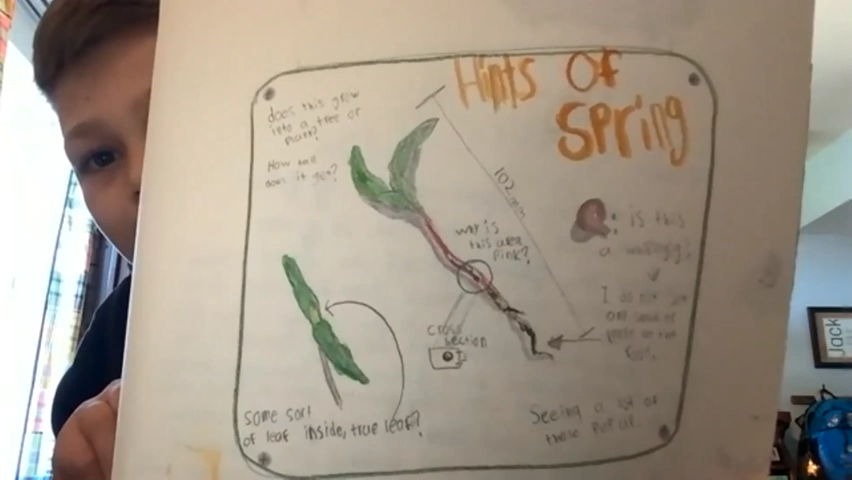 Hints Of
Spring
does this grow
into a tree or
plant?
How tall
does it get?
102 mm
why is
this area
pink?
: is this
a
I do not see
one seed or
on the
cross
section
some sort
of leaf inside, true leaf?
Seeing a lot of
these pop up.
Jack